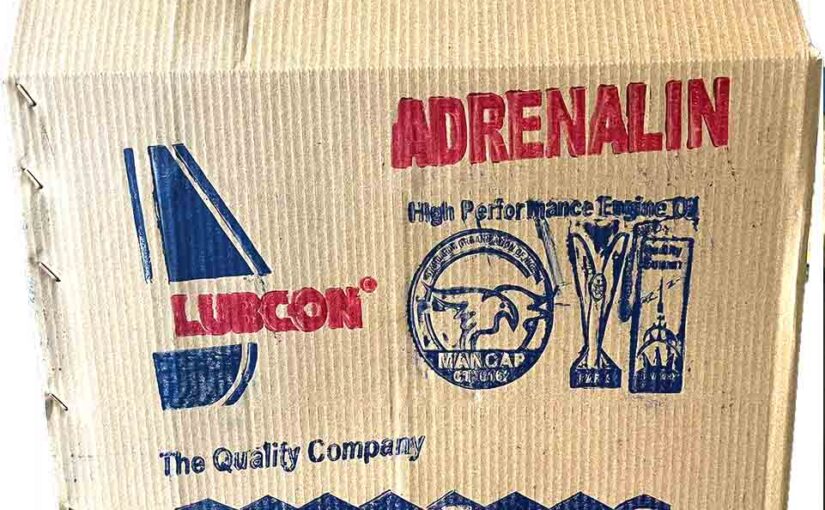 ADRENALIN
High Performance Engine Oil
LUBCON®
MANCAP
The Quality Company